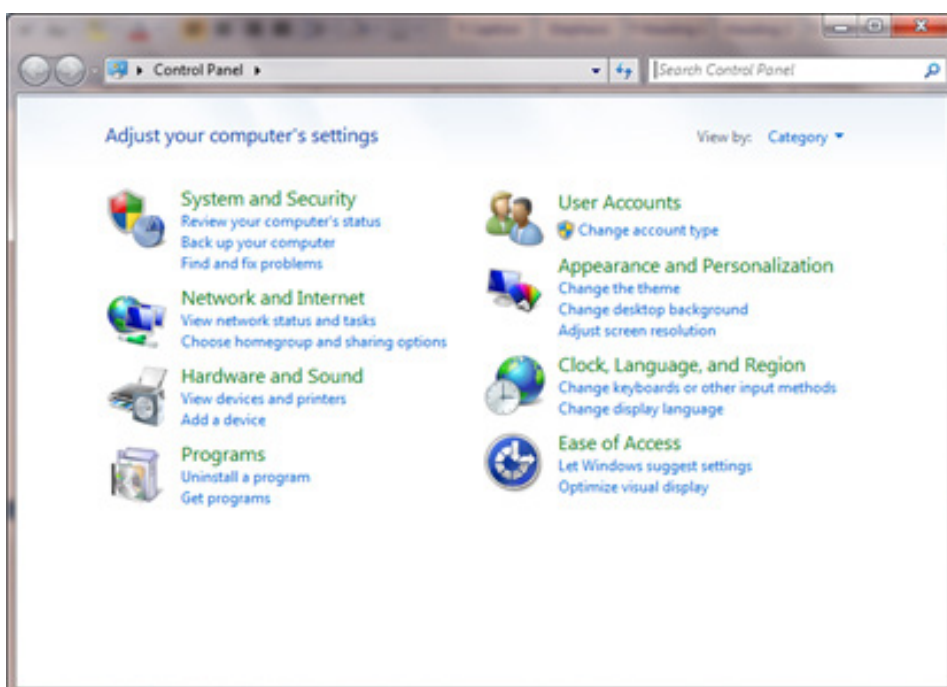 Control Panel
Search Control Panel
Adjust your computer's settings
View by: Category
System and Security
Review your computer's status
Back up your computer
Find and fix problems
Network and Internet
View network status and tasks
Choose homegroup and sharing options
Hardware and Sound
View devices and printers
Add a device
Programs
Uninstall a program
Get programs
User Accounts
Change account type
Appearance and Personalization
Change the theme
Change desktop background
Adjust screen resolution
Clock, Language, and Region
Change keyboards or other input methods
Change display language
Ease of Access
Let Windows suggest settings
Optimize visual display